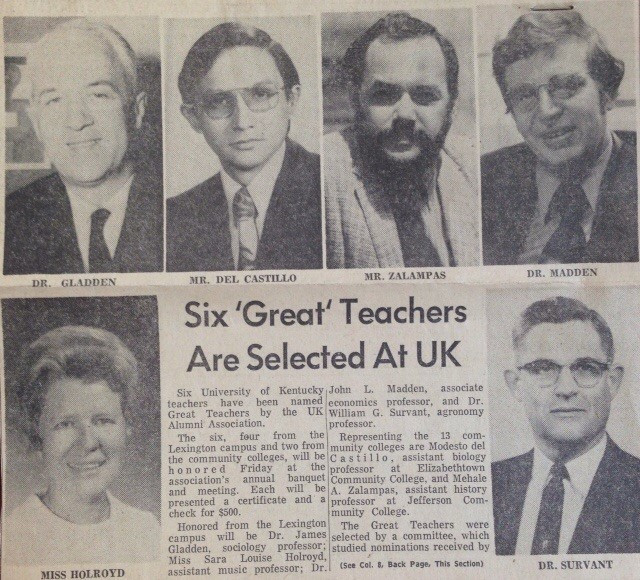 DR. GLADDEN
MR. DEL CASTILLO
MR. ZALAMPAS
DR. MADDEN
Six 'Great' Teachers
Are Selected At UK
Six University of Kentucky
teachers have been named
Great Teachers by the UK
Alumni Association.
The six, four from the
Lexington campus and two from
the community colleges, will be
honored Friday at the
association's annual banquet
and meeting. Each will be
presented a certificate and a
check for $500.
Honored from the Lexington
campus will be Dr. James
Gladden, sociology professor;
Miss Sara Louise Holroyd,
assistant music professor; Dr.
John L. Madden, associate
economics professor, and Dr.
William G. Survant, agronomy
professor.
Representing the 13 com-
munity colleges are Modesto del
Castillo, assistant biology
professor at Elizabethtown
Community College, and Mehale
A. Zalampas, assistant history
professor at Jefferson Com-
munity College.
The Great Teachers were
selected by a committee, which
studied nominations received by
(See Col. 8, Back Page, This Section)
MISS HOLROYD
DR. SURVANT